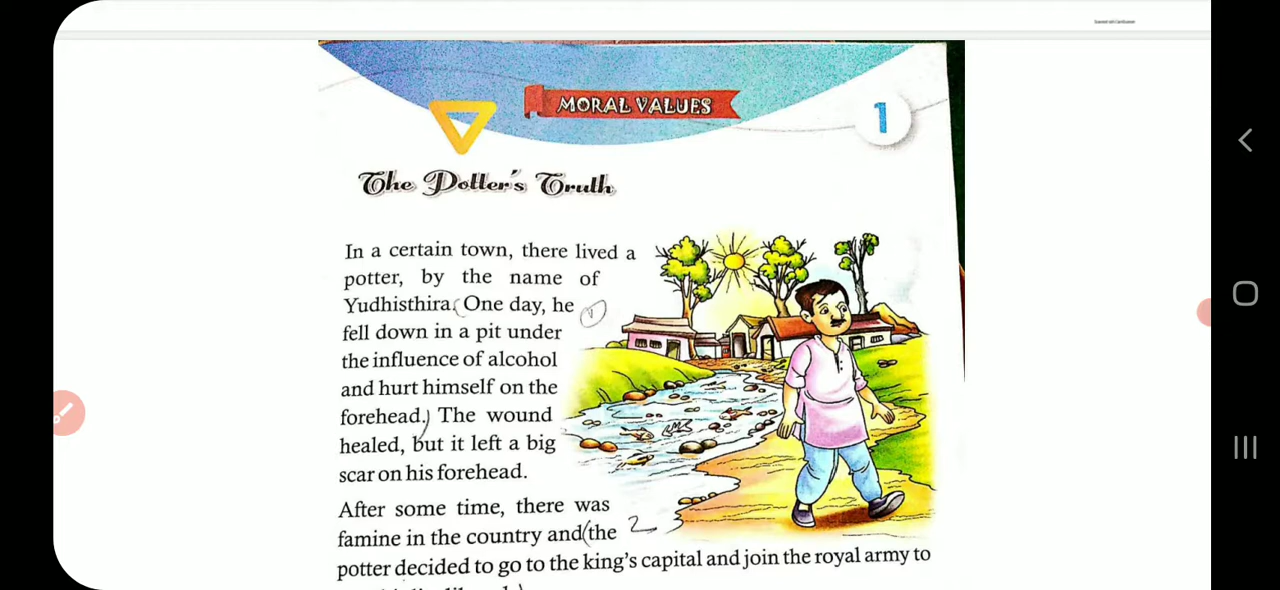 MORAL VALUES
1
The Potter's Truth
In a certain town, there lived a
potter, by the name of
Yudhisthira. (One day, he
1
fell down in a pit under
the influence of alcohol
and hurt himself on the
forehead.) The wound
healed, but it left a big
scar on his forehead.
After some time, there was
famine in the country and (the
2
potter decided to go to the king's capital and join the royal army to